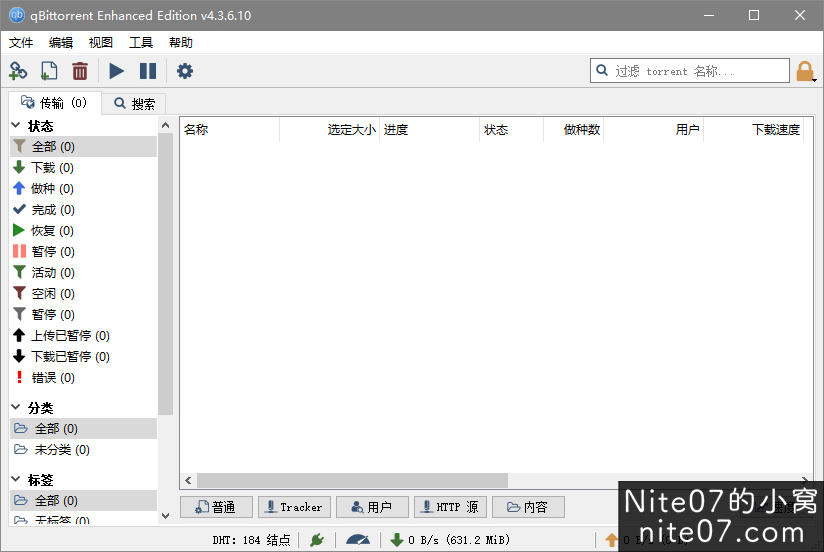 qBittorrent Enhanced Edition v4.3.6.10
文件 编辑 视图 工具 帮助
过滤 torrent 名称...
传输 (0) 搜索
状态
全部 (0)
下载 (0)
做种 (0)
完成 (0)
恢复 (0)
暂停 (0)
活动 (0)
空闲 (0)
暂停 (0)
上传已暂停 (0)
下载已暂停 (0)
错误 (0)
分类
全部 (0)
未分类 (0)
标签
全部 (0)
无标签 (0)
名称 选定大小 进度 状态 做种数 用户 下载速度
普通 Tracker 用户 HTTP 源 内容
DHT: 184 结点 0 B/s (631.2 MiB) 0 B/s (0 B)
Nite07的小窝
nite07.com